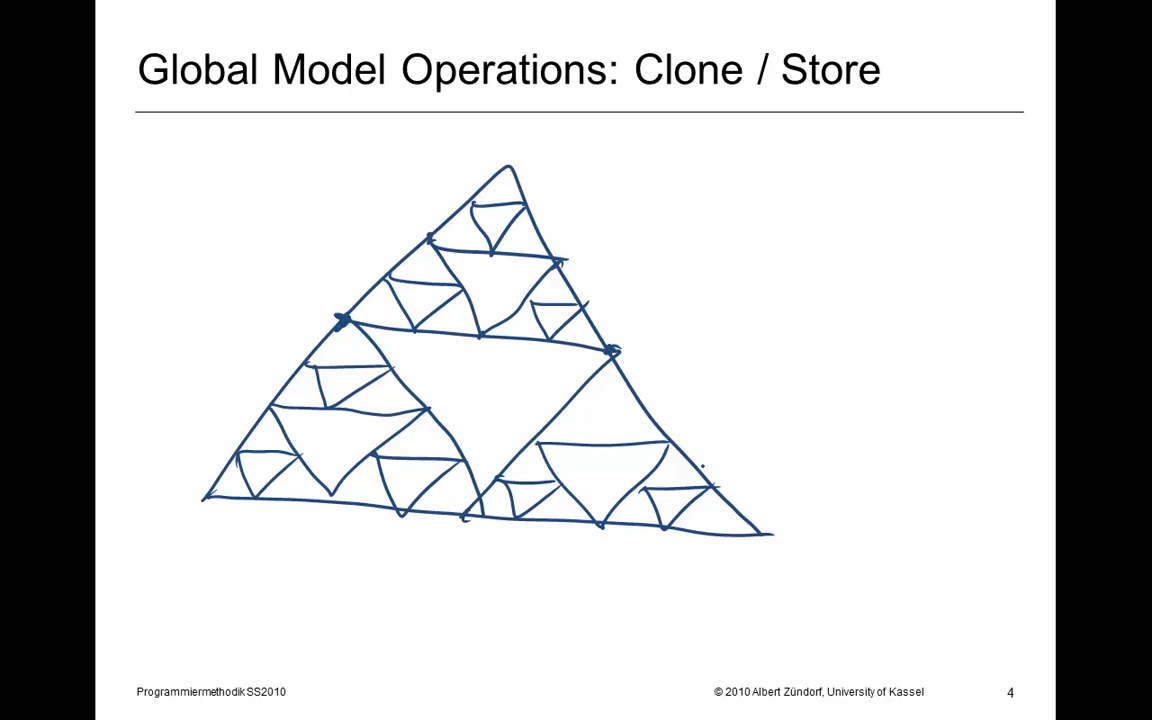 Global Model Operations: Clone / Store
Programmiermethodik SS2010
© 2010 Albert Zündorf, University of Kassel
4